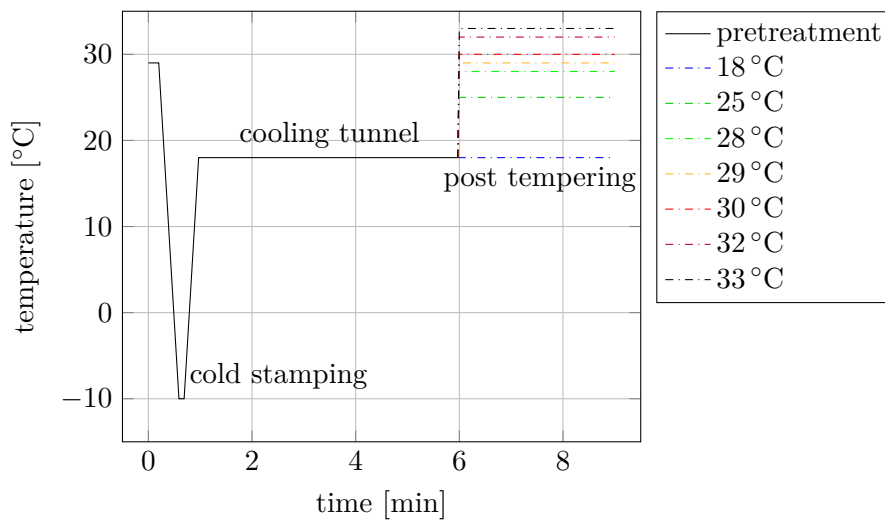 30
20
10
0
−10
0
2
4
6
8
temperature [°C]
time [min]
cooling tunnel
post tempering
cold stamping
pretreatment
18 °C
25 °C
28 °C
29 °C
30 °C
32 °C
33 °C